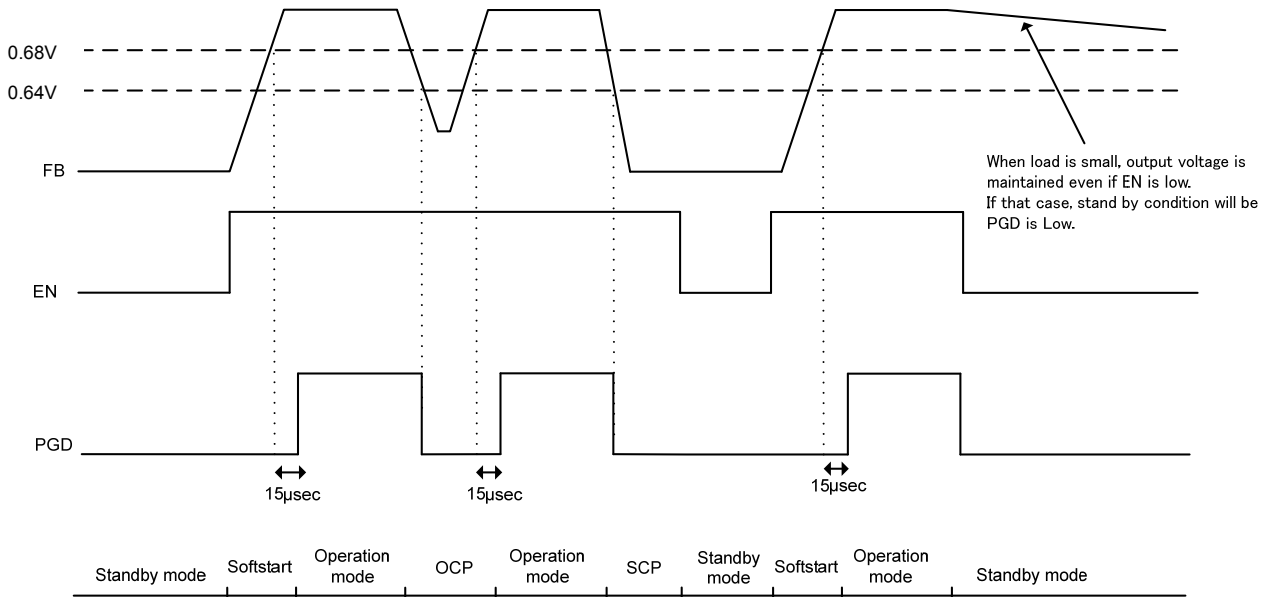 0.68V
0.64V
FB
When load is small, output voltage is
maintained even if EN is low.
If that case, stand by condition will be
PGD is Low.
EN
PGD
15μsec
15μsec
15μsec
Standby mode
Softstart
Operation
mode
OCP
Operation
mode
SCP
Standby
mode
Softstart
Operation
mode
Standby mode